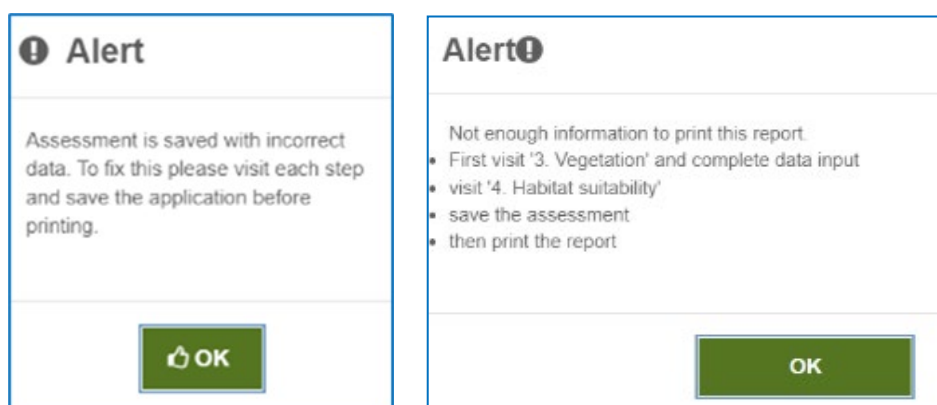 Alert
Assessment is saved with incorrect
data. To fix this please visit each step
and save the application before
printing.
OK
Alert
Not enough information to print this report.
• First visit '3. Vegetation' and complete data input
• visit '4. Habitat suitability'
• save the assessment
• then print the report
OK